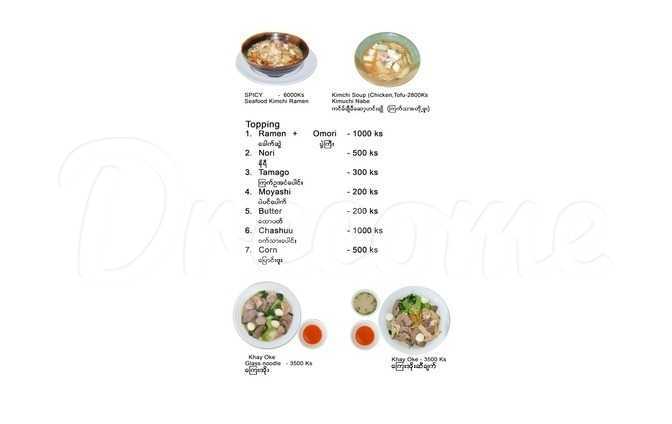 SPICY - 6000Ks
Seafood Kimchi Ramen
Kimchi Soup (Chicken,Tofu-2800Ks
Kimuchi Nabe
ကင်မ်ချီမီဆော့ဟင်းချို (ကြက်သား၊တို့ဖူး)
Topping
1. Ramen + Omori - 1000 ks
ခေါက်ဆွဲ ပွဲကြီး
2. Nori - 500 ks
နိုရီ
3. Tamago - 300 ks
ကြက်ဥအင်ပေါင်း
4. Moyashi - 200 ks
ပဲပင်ပေါက်
5. Butter - 200 ks
ထောပတ်
6. Chashuu - 1000 ks
ဝက်သားပေါင်း
7. Corn - 500 ks
ပြောင်းဖူး
Khay Oke
Glass noodle - 3500 Ks
ကြေးအိုး
Khay Oke - 3500 Ks
ကြေးအိုးဆီချက်